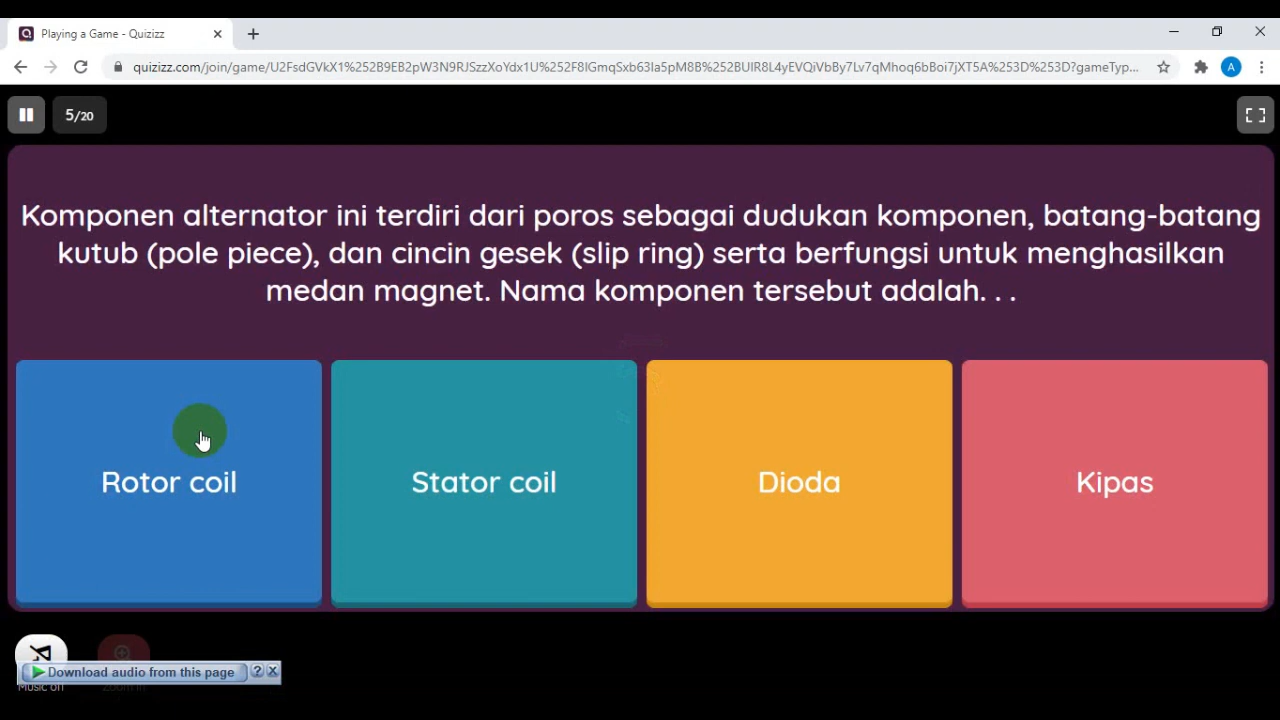 Playing a Game - Quizizz
quizizz.com/join/game/U2FsdGVkX1%252B9EB2pW3N9RJSzzXoYdx1U%252F8IGmqSxb63Ia5pM8B%252BUIR8L4yEVQiVbBy7Lv7qMhoq6bBoi7jXT5A%253D%253D?gameTyp...
A
5/20
Komponen alternator ini terdiri dari poros sebagai dudukan komponen, batang-batang
kutub (pole piece), dan cincin gesek (slip ring) serta berfungsi untuk menghasilkan
medan magnet. Nama komponen tersebut adalah. . .
Rotor coil
Stator coil
Dioda
Kipas
Download audio from this page
?
Music on
Zoom in